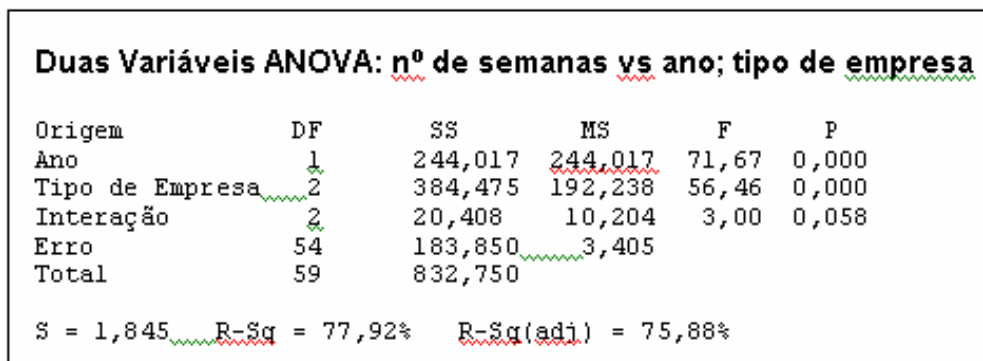 Duas Variáveis ANOVA: nº de semanas vs ano; tipo de empresa
Origem DF SS MS F P
Ano 1 244,017 244,017 71,67 0,000
Tipo de Empresa 2 384,475 192,238 56,46 0,000
Interação 2 20,408 10,204 3,00 0,058
Erro 54 183,850 3,405
Total 59 832,750
S = 1,845 R-Sq = 77,92% R-Sq(adj) = 75,88%